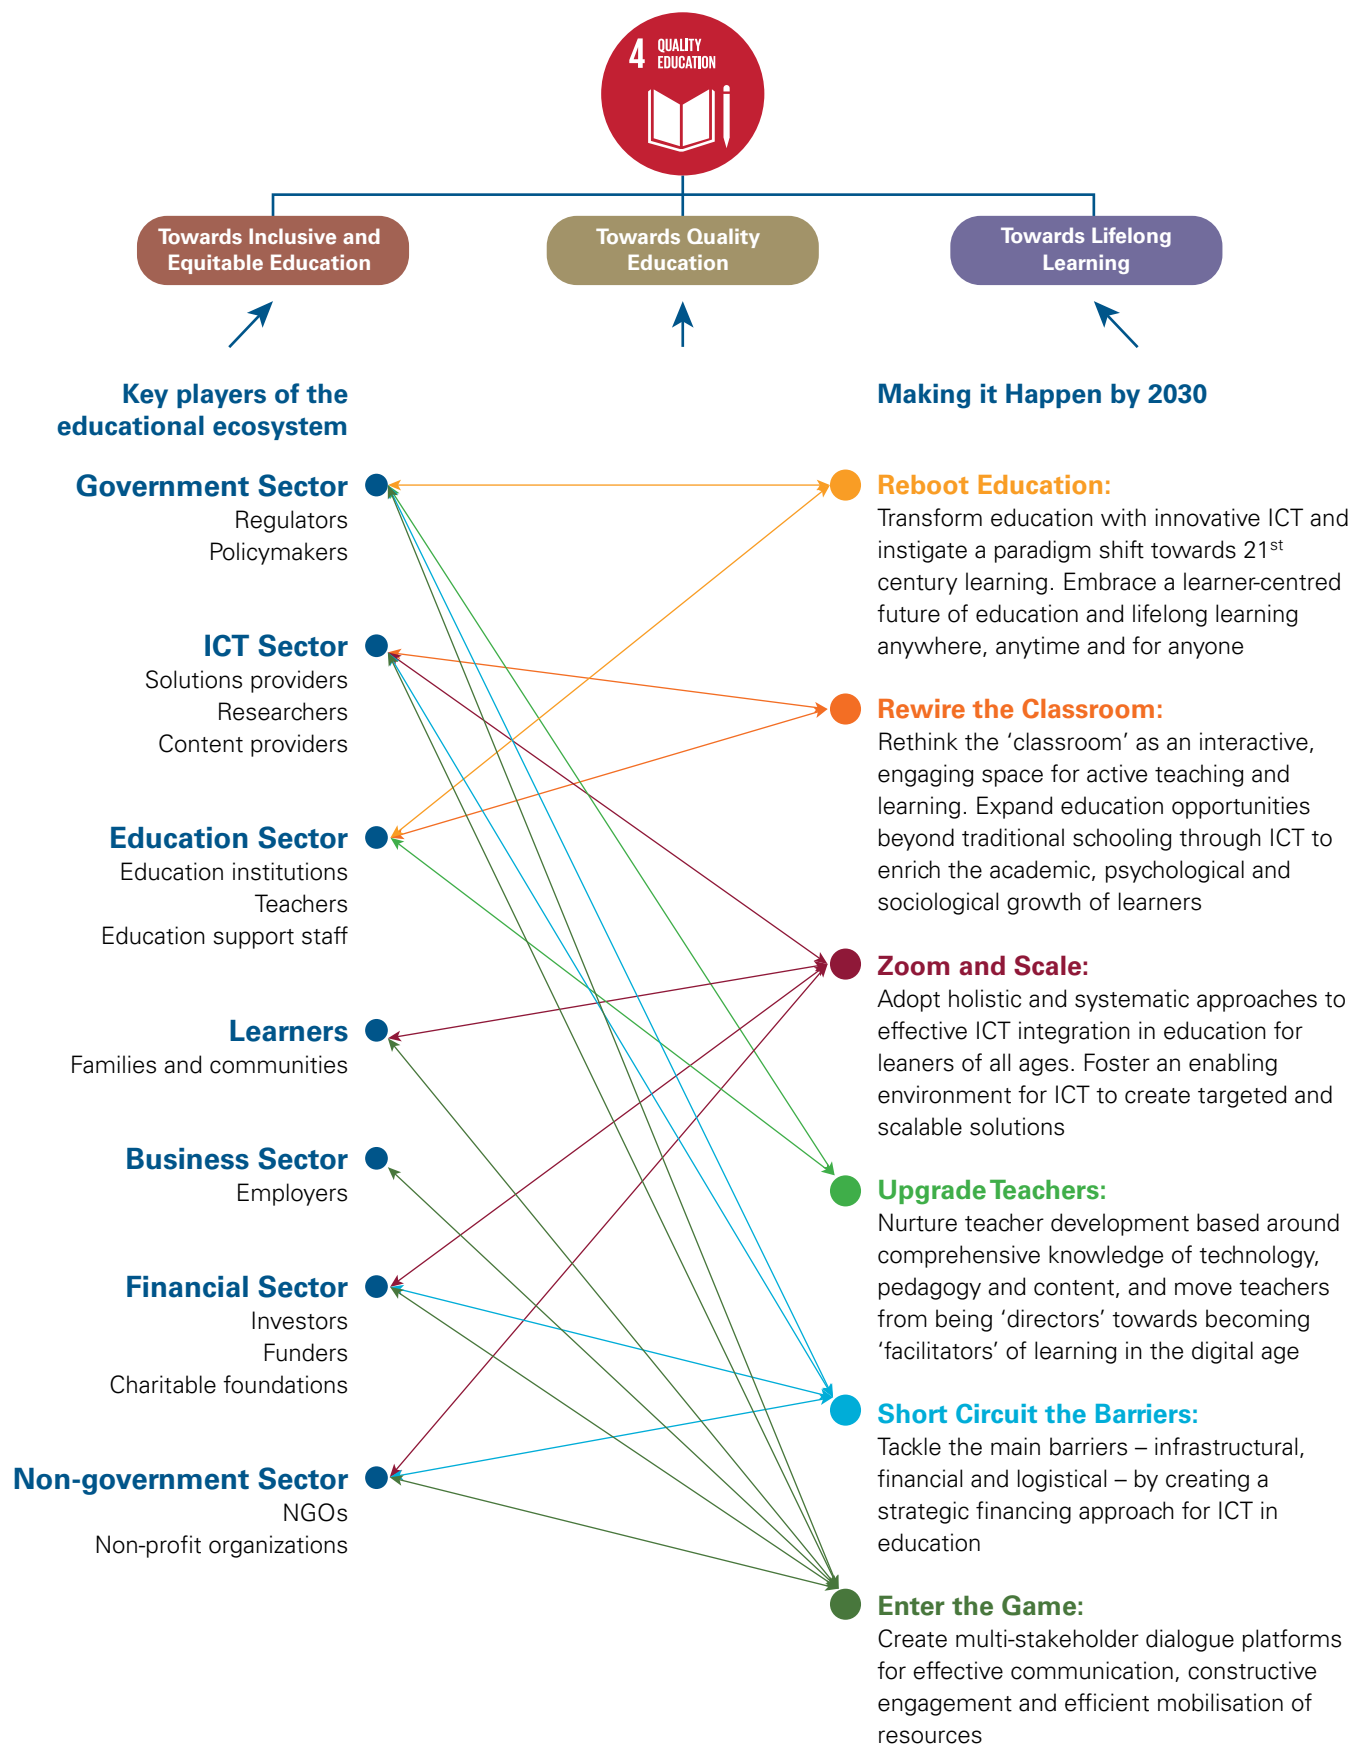 4 QUALITY
EDUCATION
Towards Inclusive and
Equitable Education
Towards Quality
Education
Towards Lifelong
Learning
Key players of the
educational ecosystem
Government Sector
Regulators
Policymakers
ICT Sector
Solutions providers
Researchers
Content providers
Education Sector
Education institutions
Teachers
Education support staff
Learners
Families and communities
Business Sector
Employers
Financial Sector
Investors
Funders
Charitable foundations
Non-government Sector
NGOs
Non-profit organizations
Making it Happen by 2030
Reboot Education:
Transform education with innovative ICT and
instigate a paradigm shift towards 21st
century learning. Embrace a learner-centred
future of education and lifelong learning
anywhere, anytime and for anyone
Rewire the Classroom:
Rethink the ‘classroom’ as an interactive,
engaging space for active teaching and
learning. Expand education opportunities
beyond traditional schooling through ICT to
enrich the academic, psychological and
sociological growth of learners
Zoom and Scale:
Adopt holistic and systematic approaches to
effective ICT integration in education for
leaners of all ages. Foster an enabling
environment for ICT to create targeted and
scalable solutions
Upgrade Teachers:
Nurture teacher development based around
comprehensive knowledge of technology,
pedagogy and content, and move teachers
from being ‘directors’ towards becoming
‘facilitators’ of learning in the digital age
Short Circuit the Barriers:
Tackle the main barriers – infrastructural,
financial and logistical – by creating a
strategic financing approach for ICT in
education
Enter the Game:
Create multi-stakeholder dialogue platforms
for effective communication, constructive
engagement and efficient mobilisation of
resources